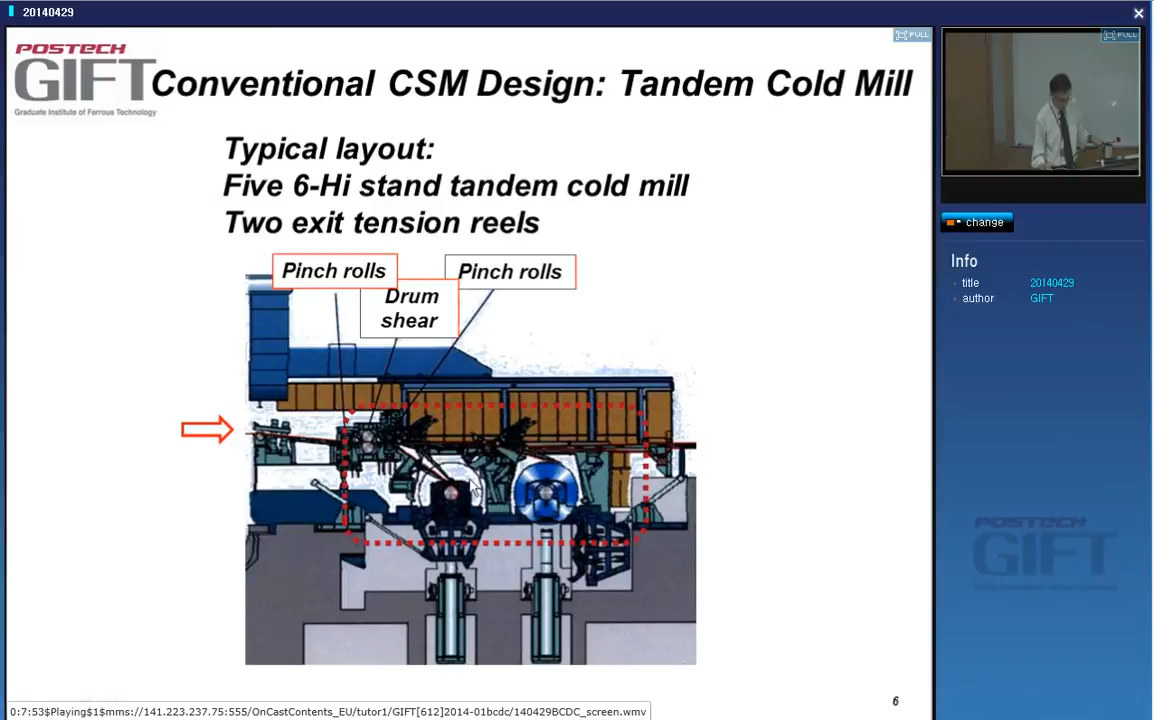 20140429
POSTECH
GIFT
Graduate Institute of Ferrous Technology
Conventional CSM Design: Tandem Cold Mill
Typical layout:
Five 6-Hi stand tandem cold mill
Two exit tension reels
Pinch rolls
Pinch rolls
Drum
shear
6
0:7:53$Playing$1$mms://141.223.237.75:555/OnCastContents_EU/tutor1/GIFT[612]2014-01bcdc/140429BCDC_screen.wmv
FULL
FULL
change
Info
title 20140429
author GIFT
POSTECH
GIFT